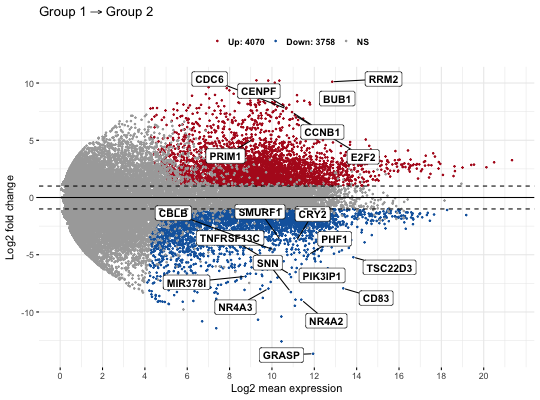 Group 1 → Group 2
Up: 4070 Down: 3758 NS
CDC6
RRM2
CENPF
BUB1
CCNB1
PRIM1
E2F2
CBLB
SMURF1
CRY2
TNFRSF13C
PHF1
SNN
TSC22D3
PIK3IP1
MIR378I
CD83
NR4A3
NR4A2
GRASP
Log2 fold change
10
5
0
-5
-10
0 2 4 6 8 10 12 14 16 18 20
Log2 mean expression